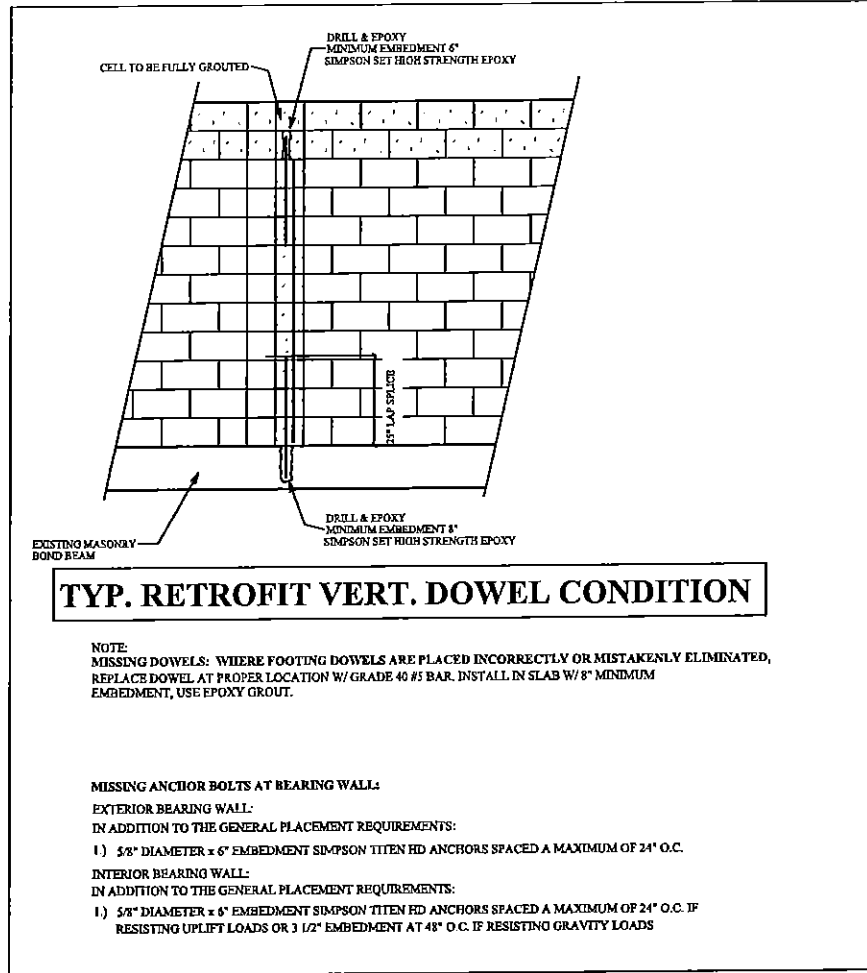 DRILL & EPOXY
MINIMUM EMBEDMENT 6"
SIMPSON SET HIGH STRENGTH EPOXY
CELL TO BE FULLY GROUTED
25" LAP SPLICE
DRILL & EPOXY
MINIMUM EMBEDMENT 8"
SIMPSON SET HIGH STRENGTH EPOXY
EXISTING MASONRY
BOND BEAM
TYP. RETROFIT VERT. DOWEL CONDITION
NOTE:
MISSING DOWELS: WHERE FOOTING DOWELS ARE PLACED INCORRECTLY OR MISTAKENLY ELIMINATED,
REPLACE DOWEL AT PROPER LOCATION W/ GRADE 40 #5 BAR. INSTALL IN SLAB W/ 8" MINIMUM
EMBEDMENT, USE EPOXY GROUT.
MISSING ANCHOR BOLTS AT BEARING WALL:
EXTERIOR BEARING WALL:
IN ADDITION TO THE GENERAL PLACEMENT REQUIREMENTS:
1.) 5/8" DIAMETER x 6" EMBEDMENT SIMPSON TITEN HD ANCHORS SPACED A MAXIMUM OF 24" O.C.
INTERIOR BEARING WALL:
IN ADDITION TO THE GENERAL PLACEMENT REQUIREMENTS:
1.) 5/8" DIAMETER x 6" EMBEDMENT SIMPSON TITEN HD ANCHORS SPACED A MAXIMUM OF 24" O.C. IF
RESISTING UPLIFT LOADS OR 3 1/2" EMBEDMENT AT 48" O.C. IF RESISTING GRAVITY LOADS